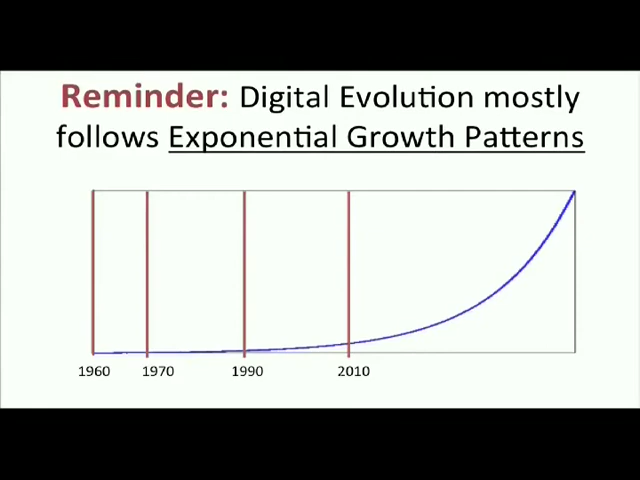 Reminder: Digital Evolution mostly
follows Exponential Growth Patterns
1960 1970 1990 2010